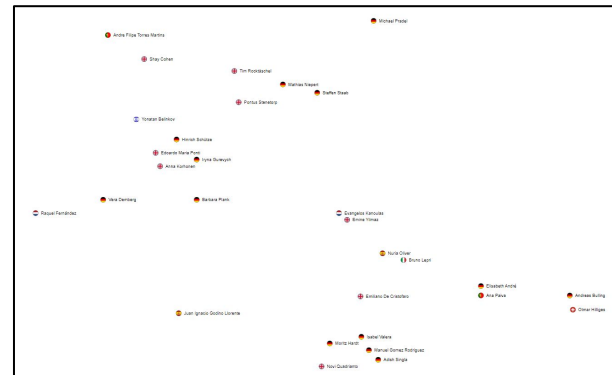 Michael Pradel
Andre Filipe Torres Martins
Shay Cohen
Tim Rocktäschel
Mathias Niepert
Steffen Staab
Pontus Stenetorp
Yonatan Belinkov
Hinrich Schütze
Edoardo Maria Ponti
Iryna Gurevych
Anna Korhonen
Vera Demberg
Barbara Plank
Raquel Fernández
Evangelos Kanoulas
Emine Yilmaz
Nuria Oliver
Bruno Lepri
Elisabeth André
Emiliano De Cristofaro
Ana Paiva
Andreas Bulling
Otmar Hilliges
Juan Ignacio Godino Llorente
Isabel Valera
Moritz Hardt
Manuel Gomez Rodriguez
Adish Singla
Novi Quadrianto